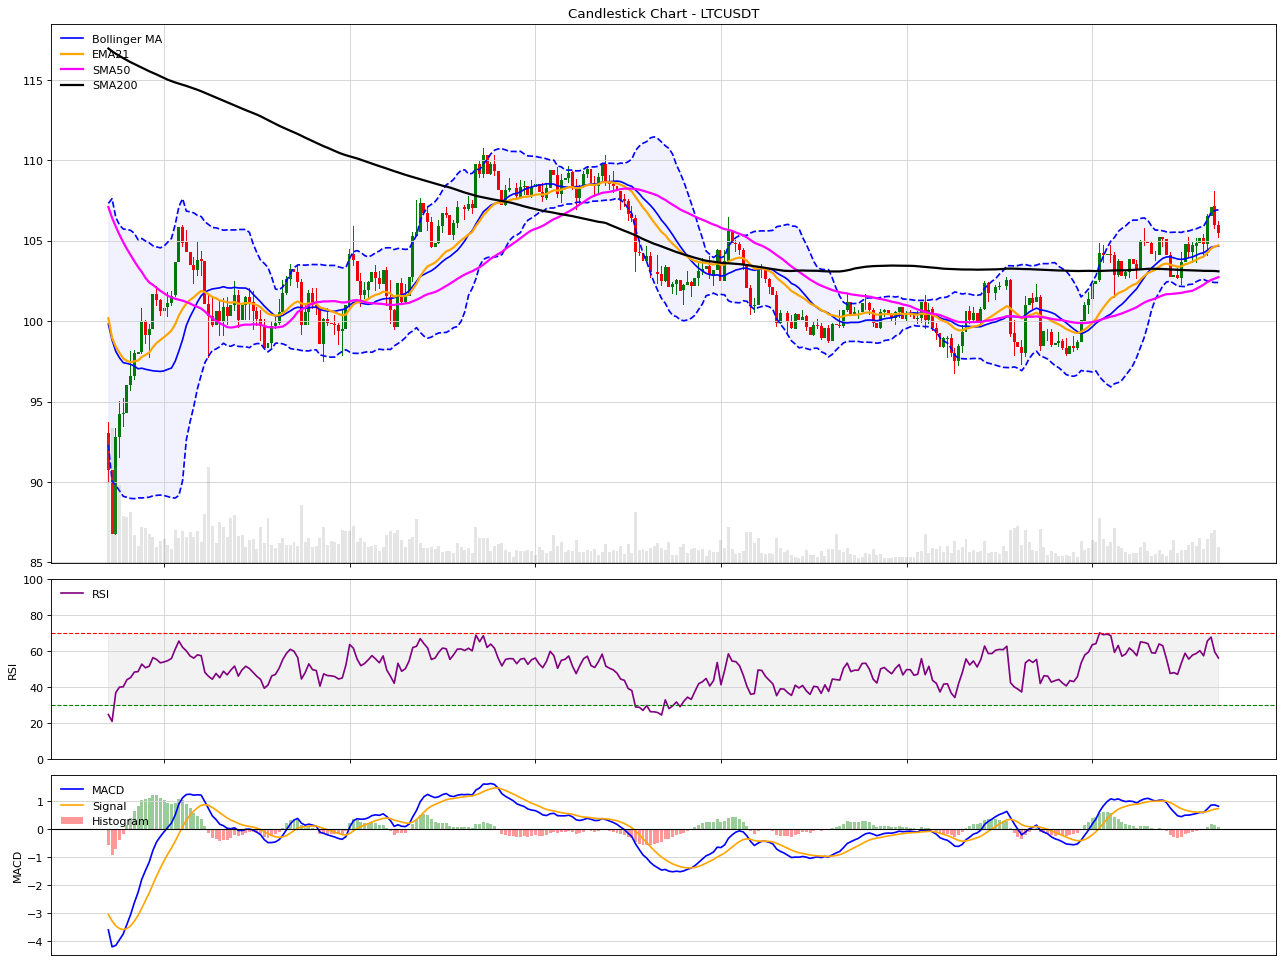 Candlestick Chart - LTCUSDT
Bollinger MA
EMA21
SMA50
SMA200
115
110
105
100
95
90
85
100
80
60
40
20
0
RSI
RSI
MACD
Signal
Histogram
1
0
−1
−2
−3
−4
MACD